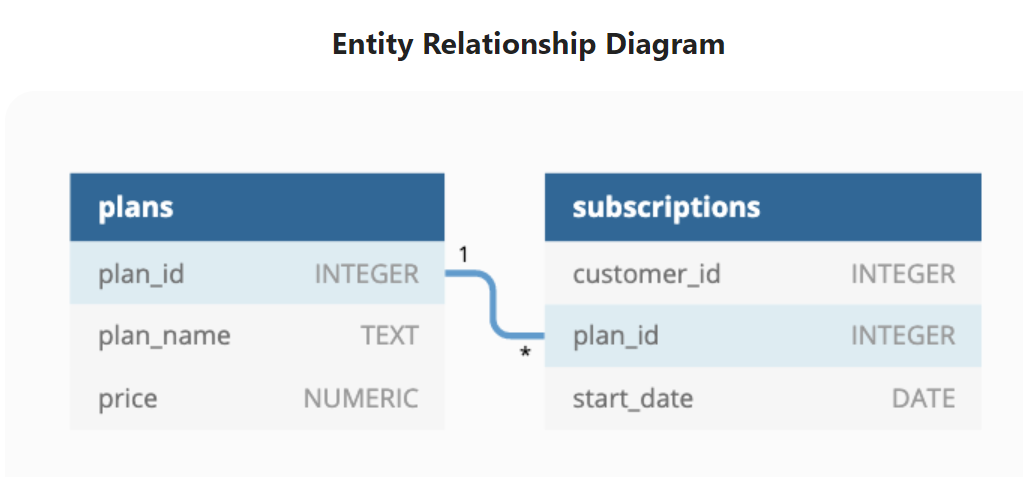 Entity Relationship Diagram
plans
plan_id INTEGER
plan_name TEXT
price NUMERIC
1
*
subscriptions
customer_id INTEGER
plan_id INTEGER
start_date DATE